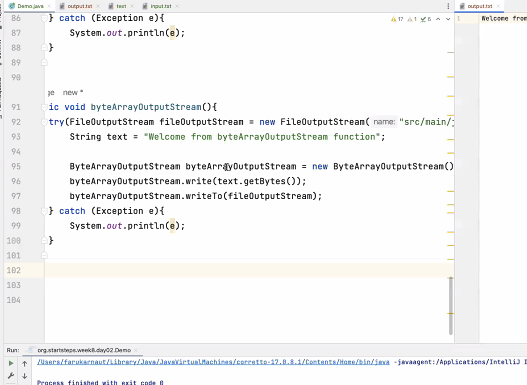 Demo.java × output.txt × test × input.txt × output.txt ×
17 1 6
86 } catch (Exception e){ 1 Welcome from
87 System.out.println(e);
88 }
89
90
ge new *
91 ic void byteArrayOutputStream(){
92 try(FileOutputStream fileOutputStream = new FileOutputStream( name: "src/main/
93 String text = "Welcome from byteArrayOutputStream function";
94
95 ByteArrayOutputStream byteArrayOutputStream = new ByteArrayOutputStream()
96 byteArrayOutputStream.write(text.getBytes());
97 byteArrayOutputStream.writeTo(fileOutputStream);
98 } catch (Exception e){
99 System.out.println(e);
100 }
101
102
103
104
Run: org.startsteps.week8.day02.Demo ×
/Users/farukarnaut/Library/Java/JavaVirtualMachines/corretto-17.0.8.1/Contents/Home/bin/java -javaagent:/Applications/IntelliJ
Process finished with exit code 0